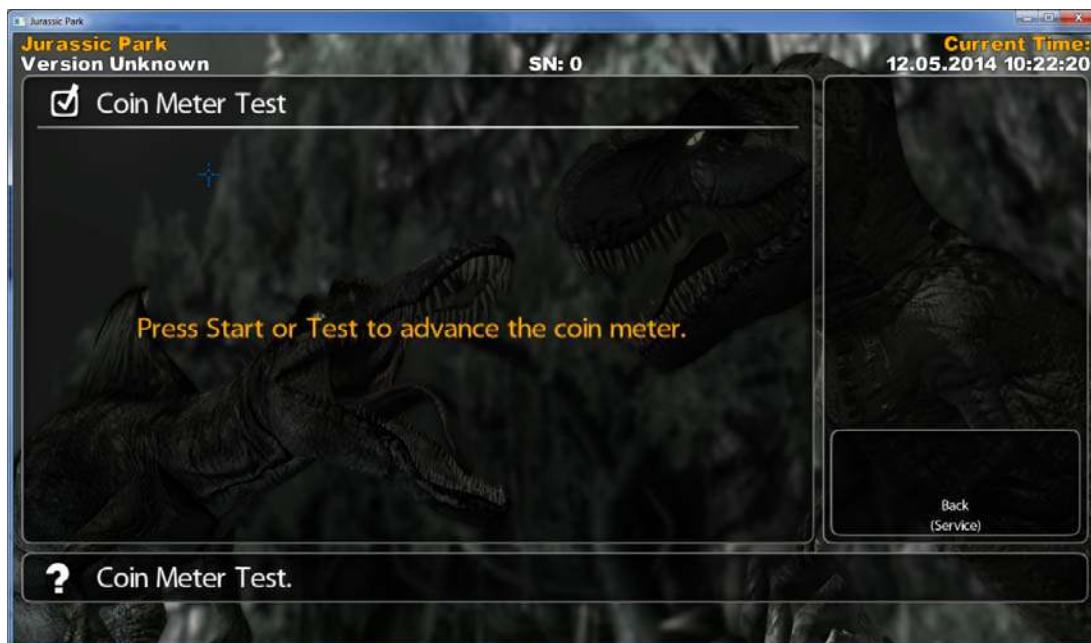 Jurassic Park
Jurassic Park
Current Time:
Version Unknown
SN: 0
12.05.2014 10:22:20
Coin Meter Test
Press Start or Test to advance the coin meter.
Back
(Service)
? Coin Meter Test.